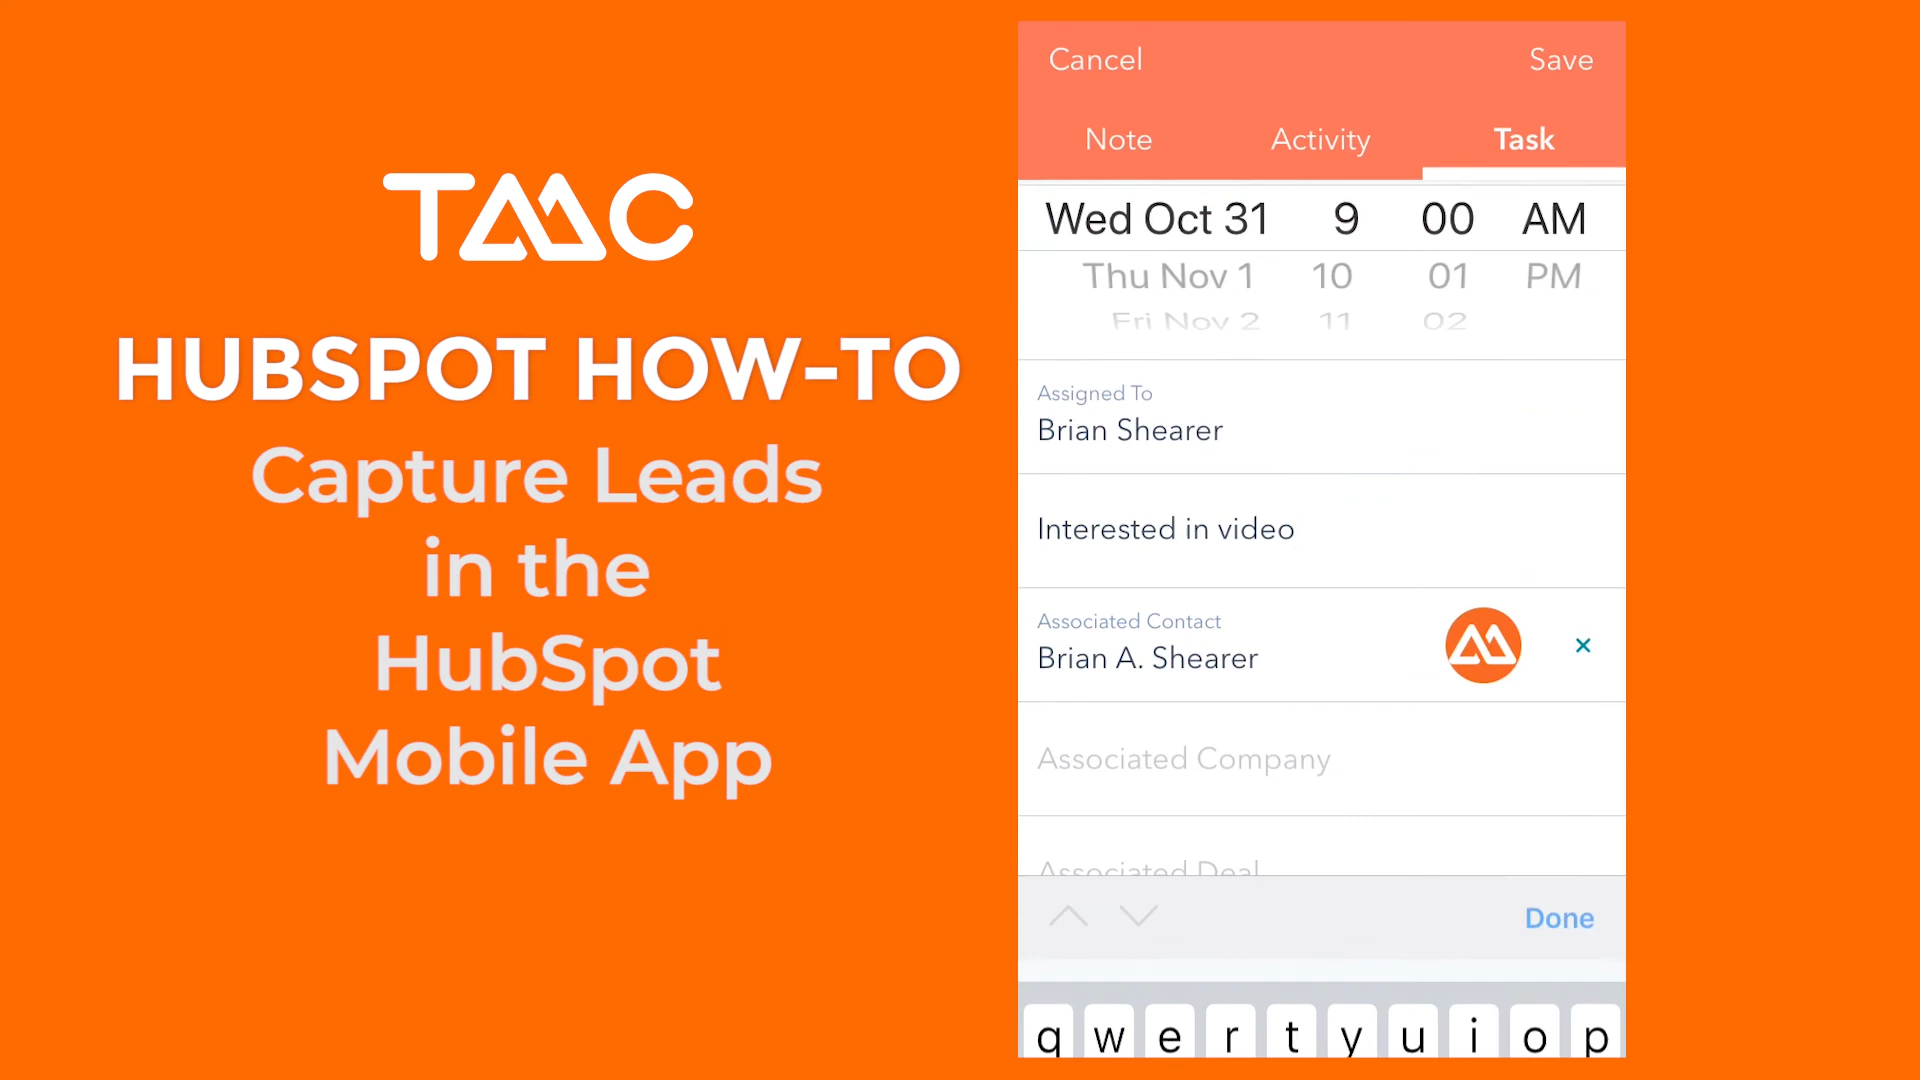 TMC
HUBSPOT HOW-TO
Capture Leads
in the
HubSpot
Mobile App
Cancel
Save
Note
Activity
Task
Wed Oct 31 9 00 AM
Thu Nov 1 10 01 PM
Fri Nov 2 11 02
Assigned To
Brian Shearer
Interested in video
Associated Contact
Brian A. Shearer
×
Associated Company
Associated Deal
Done
q w e r t y u i o p